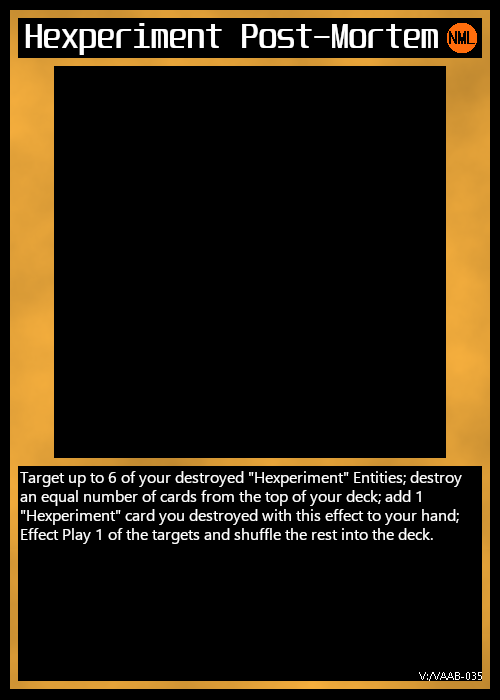 Hexperiment Post-Mortem NML
Target up to 6 of your destroyed "Hexperiment" Entities; destroy
an equal number of cards from the top of your deck; add 1
"Hexperiment" card you destroyed with this effect to your hand;
Effect Play 1 of the targets and shuffle the rest into the deck.
V:/VAAB-035